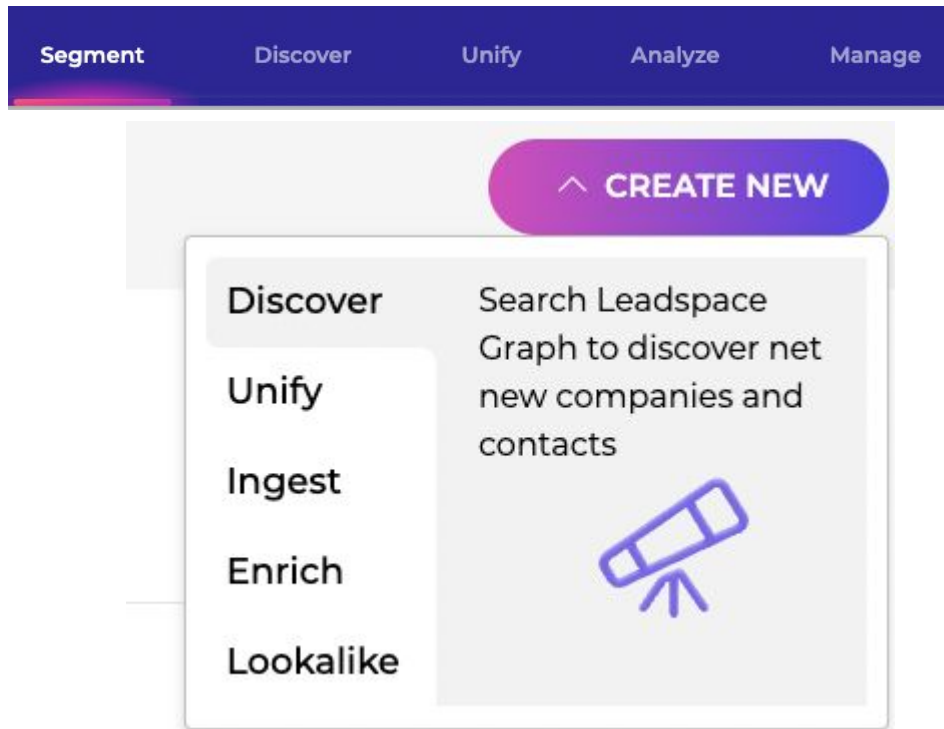 Segment Discover Unify Analyze Manage
CREATE NEW
Discover
Unify
Ingest
Enrich
Lookalike
Search Leadspace
Graph to discover net
new companies and
contacts